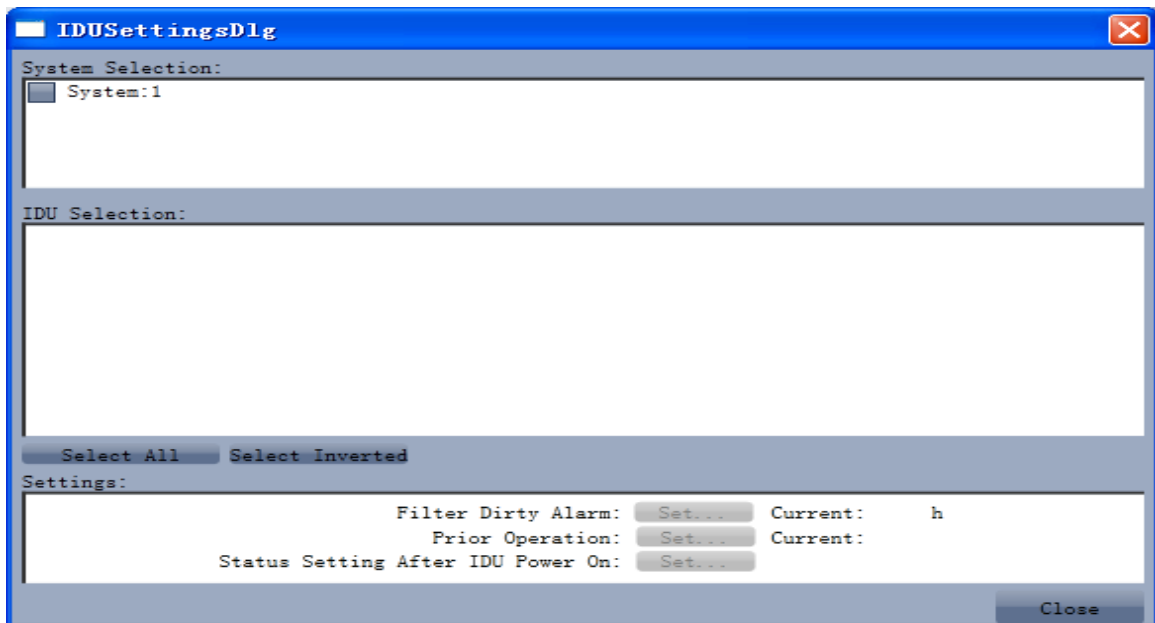 IDUSettingsDlg
System Selection:
System:1
IDU Selection:
Select All Select Inverted
Settings:
Filter Dirty Alarm: Set... Current: h
Prior Operation: Set... Current:
Status Setting After IDU Power On: Set...
Close